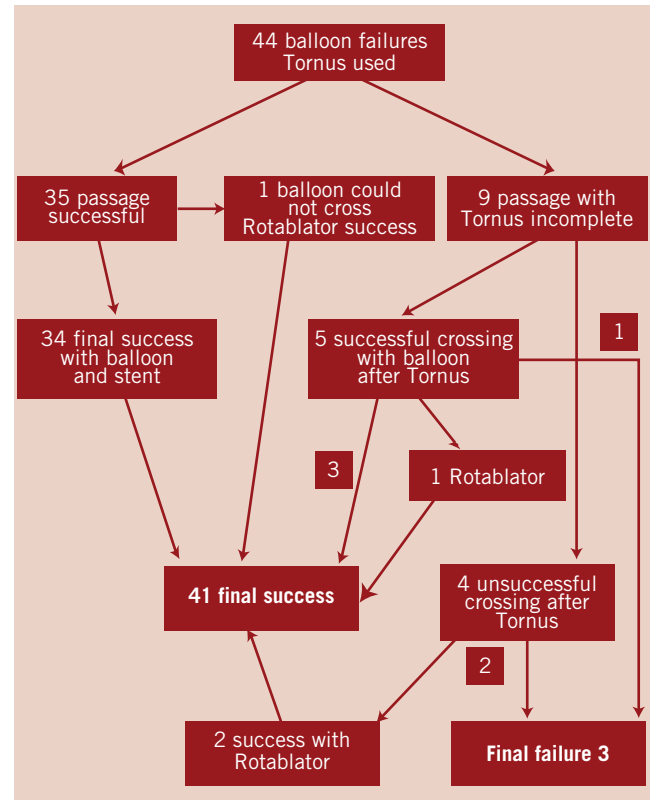 44 balloon failures
Tornus used
35 passage
successful
1 balloon could
not cross
Rotablator success
9 passage with
Tornus incomplete
34 final success
with balloon
and stent
5 successful crossing
with balloon
after Tornus
1
3
1 Rotablator
41 final success
4 unsuccessful
crossing after
Tornus
2
2 success with
Rotablator
Final failure 3